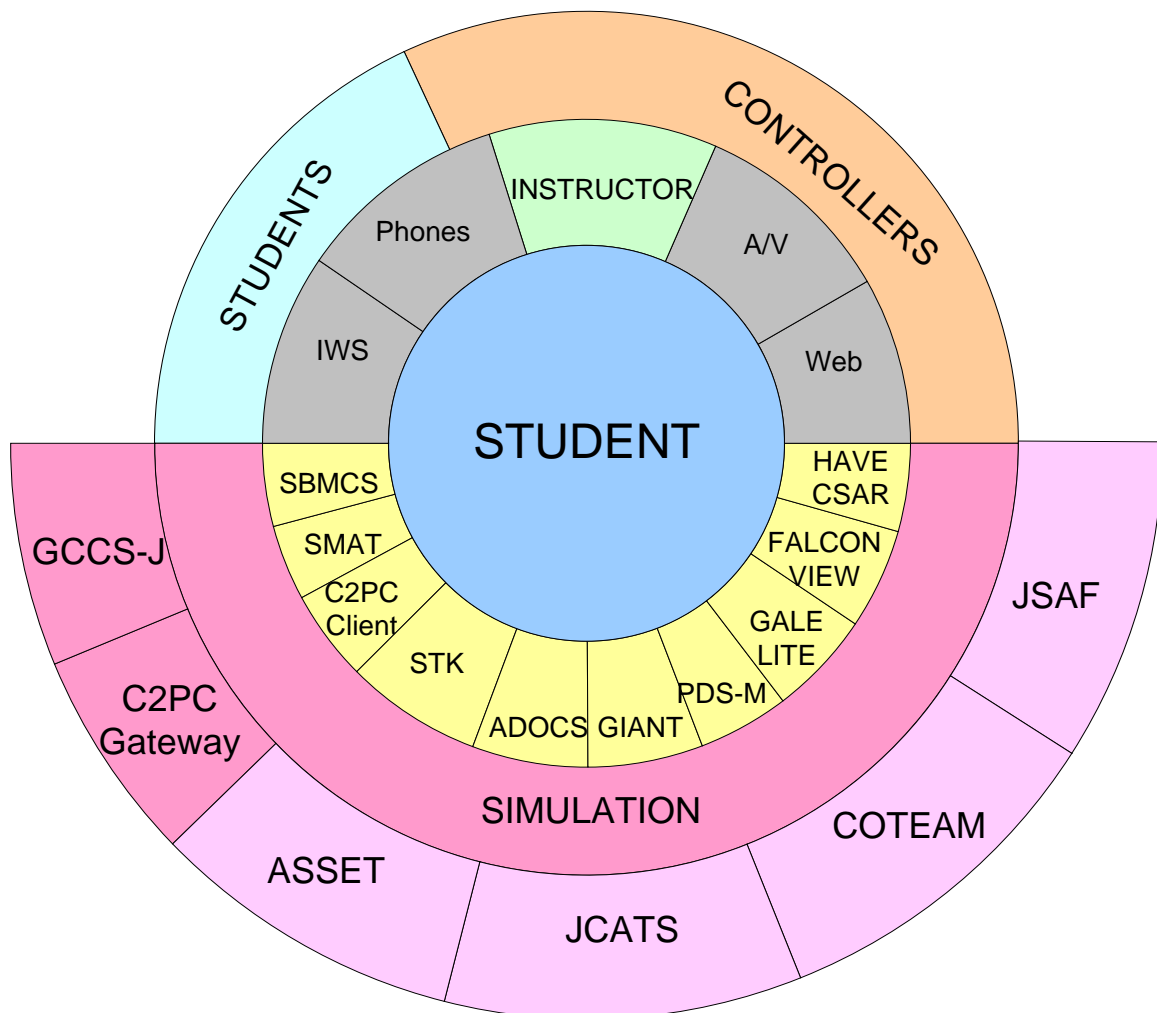 CONTROLLERS
STUDENTS
INSTRUCTOR
Phones
A/V
IWS
Web
STUDENT
SBMCS
SMAT
C2PC
Client
STK
ADOCS
GIANT
PDS-M
GALE
LITE
FALCON
VIEW
HAVE
CSAR
SIMULATION
GCCS-J
C2PC
Gateway
ASSET
JCATS
COTEAM
JSAF